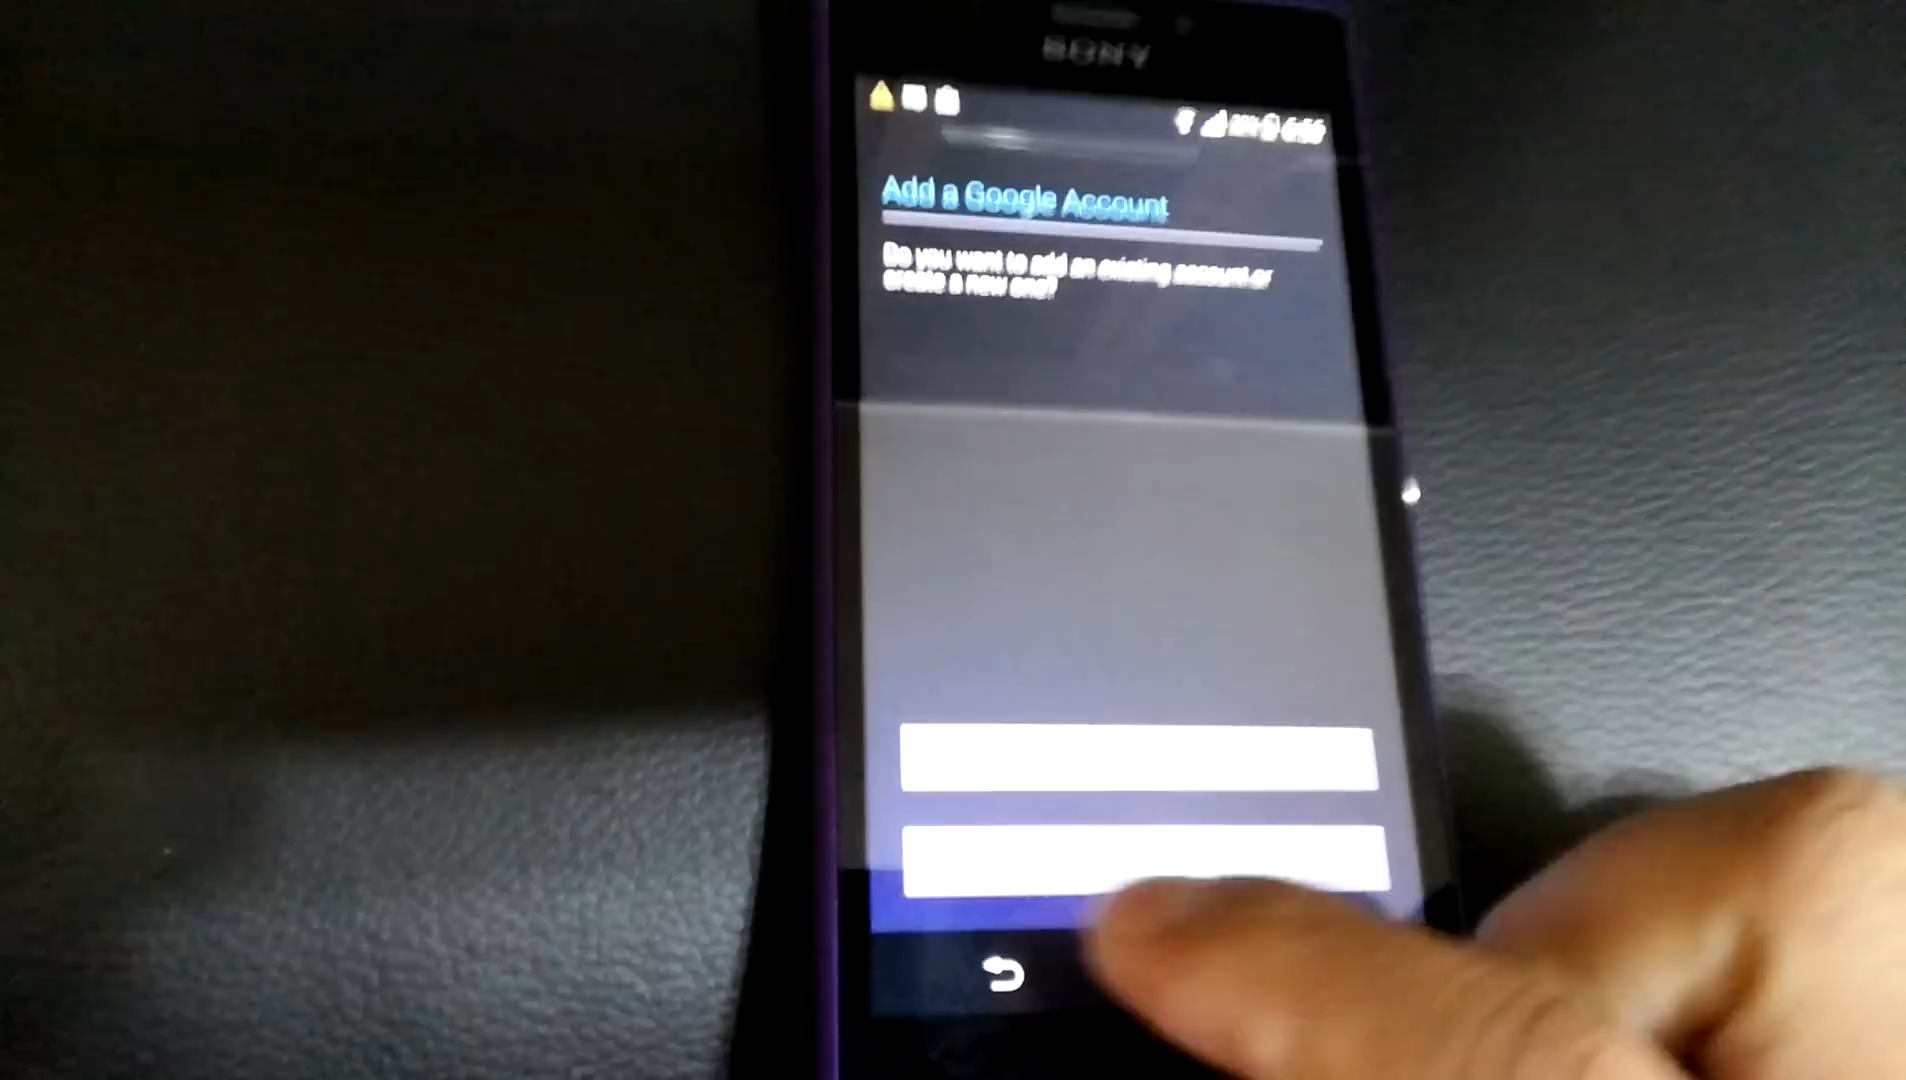 SONY
Add a Google Account
Do you want to add an existing account or
create a new one?